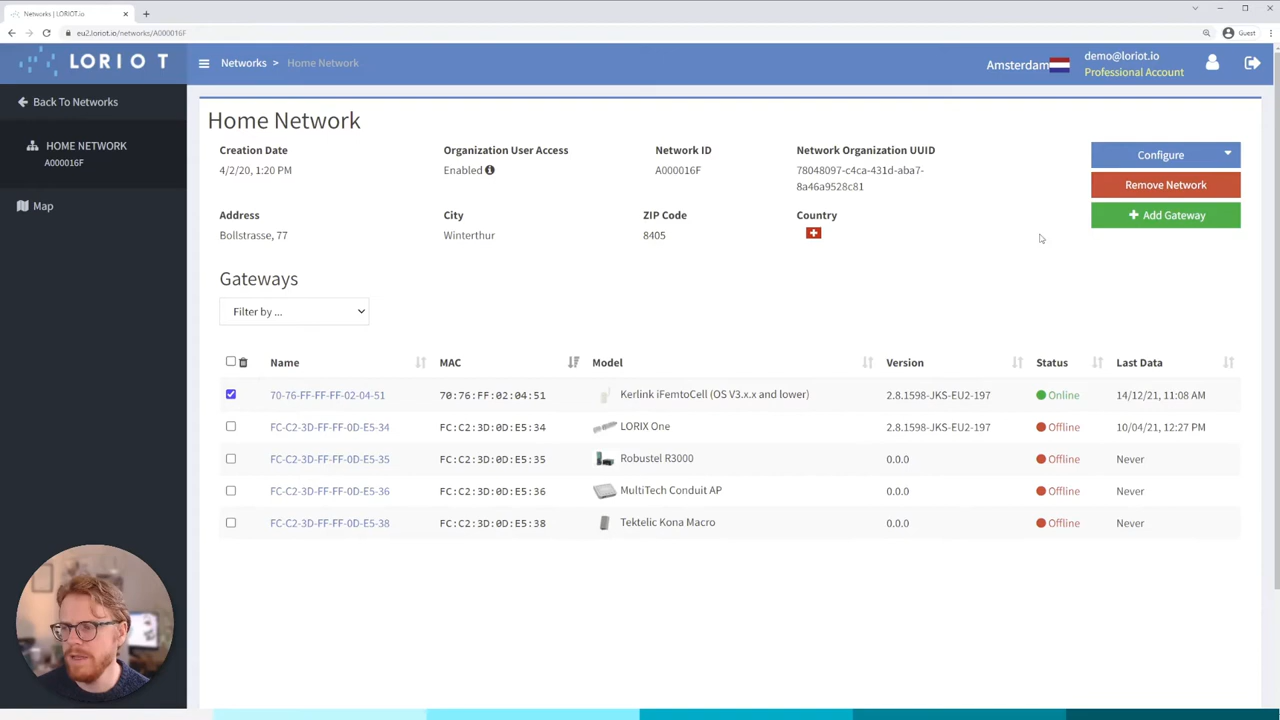 Networks | LORIOT.io
eu2.loriot.io/networks/A000016F
Guest
LORIOT
Networks > Home Network
Amsterdam
demo@loriot.io
Professional Account
Back To Networks
HOME NETWORK
A000016F
Map
Home Network
Creation Date
Organization User Access
Network ID
Network Organization UUID
4/2/20, 1:20 PM
Enabled
A000016F
78048097-c4ca-431d-aba7-
8a46a9528c81
Address
City
ZIP Code
Country
Bollstrasse, 77
Winterthur
8405
Configure
Remove Network
Add Gateway
Gateways
Filter by ...
Name MAC Model Version Status Last Data
70-76-FF-FF-FF-02-04-51 70:76:FF:02:04:51 Kerlink iFemtoCell (OS V3.x.x and lower) 2.8.1598-JKS-EU2-197 Online 14/12/21, 11:08 AM
FC-C2-3D-FF-FF-0D-E5-34 FC:C2:3D:0D:E5:34 LORIX One 2.8.1598-JKS-EU2-197 Offline 10/04/21, 12:27 PM
FC-C2-3D-FF-FF-0D-E5-35 FC:C2:3D:0D:E5:35 Robustel R3000 0.0.0 Offline Never
FC-C2-3D-FF-FF-0D-E5-36 FC:C2:3D:0D:E5:36 MultiTech Conduit AP 0.0.0 Offline Never
FC-C2-3D-FF-FF-0D-E5-38 FC:C2:3D:0D:E5:38 Tektelic Kona Macro 0.0.0 Offline Never